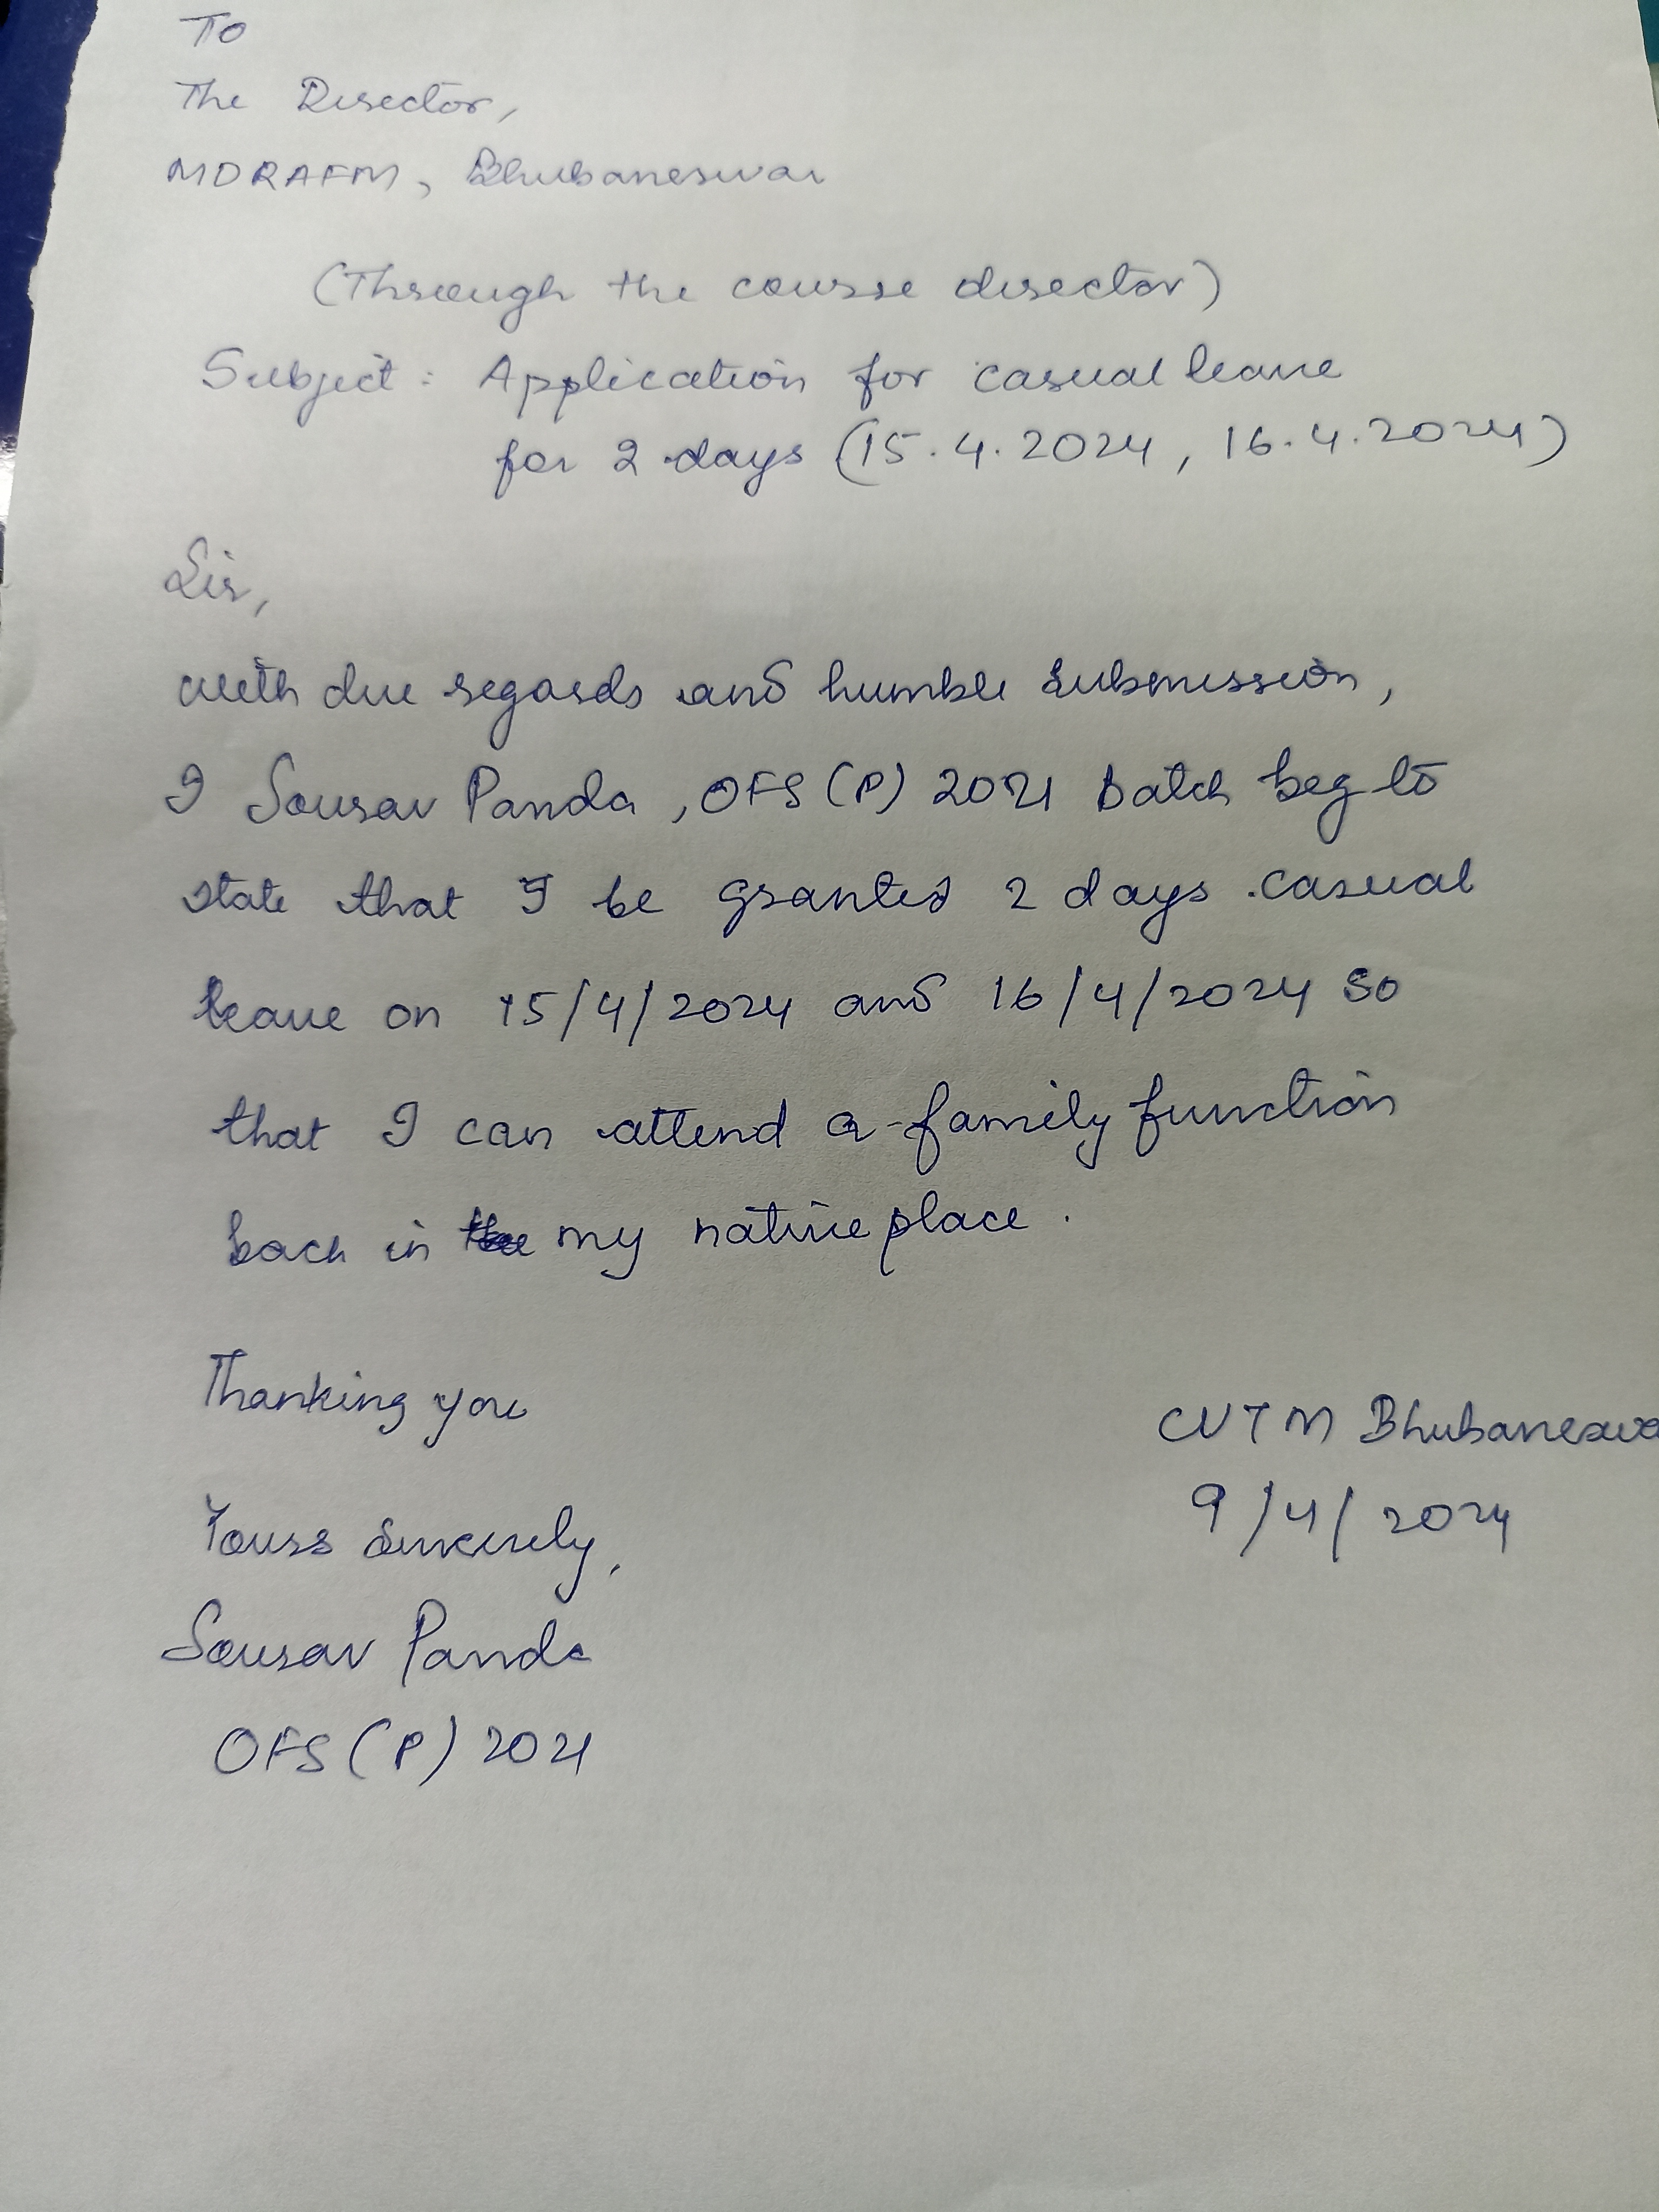 To
The Director,
MDRAFM, Bhubaneswar
(Through the course director)
Subject: Application for casual leave
for 2 days (15.4.2024, 16.4.2024)
Sir,
with due regards and humble submission,
I Sourav Panda, OFS (P) 2021 batch beg to
state that I be granted 2 days casual
leave on 15/4/2024 and 16/4/2024 so
that I can attend a family function
back in my native place.
Thanking you
CUTM Bhubaneswa
9/4/2024
Yours sincerely,
Sourav Panda
OFS (P) 2021